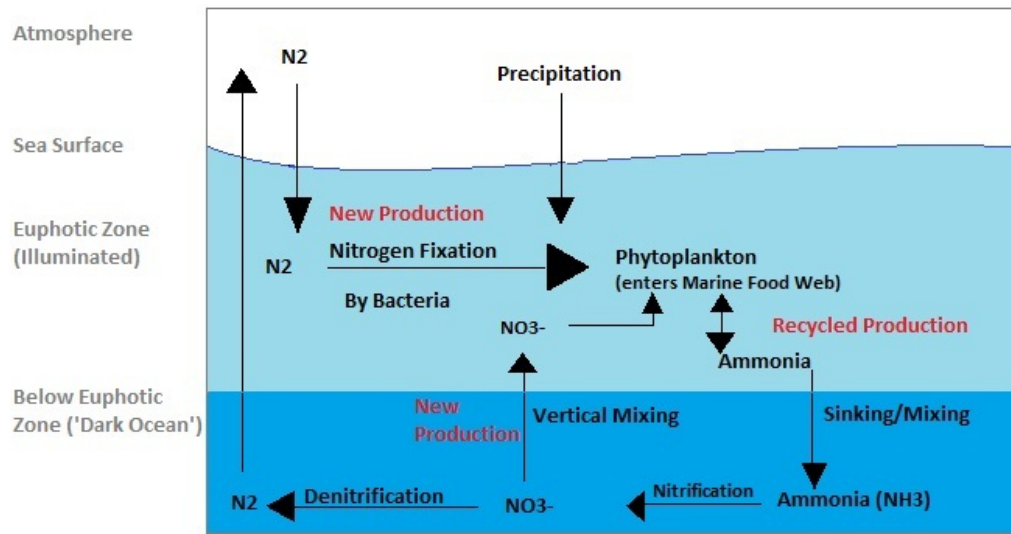 Atmosphere
N2
Precipitation
Sea Surface
Euphotic Zone
(Illuminated)
New Production
N2
Nitrogen Fixation
By Bacteria
Phytoplankton
(enters Marine Food Web)
NO3-
Recycled Production
Ammonia
Below Euphotic
Zone ('Dark Ocean')
New
Production
Vertical Mixing
Sinking/Mixing
N2
Denitrification
NO3-
Nitrification
Ammonia (NH3)